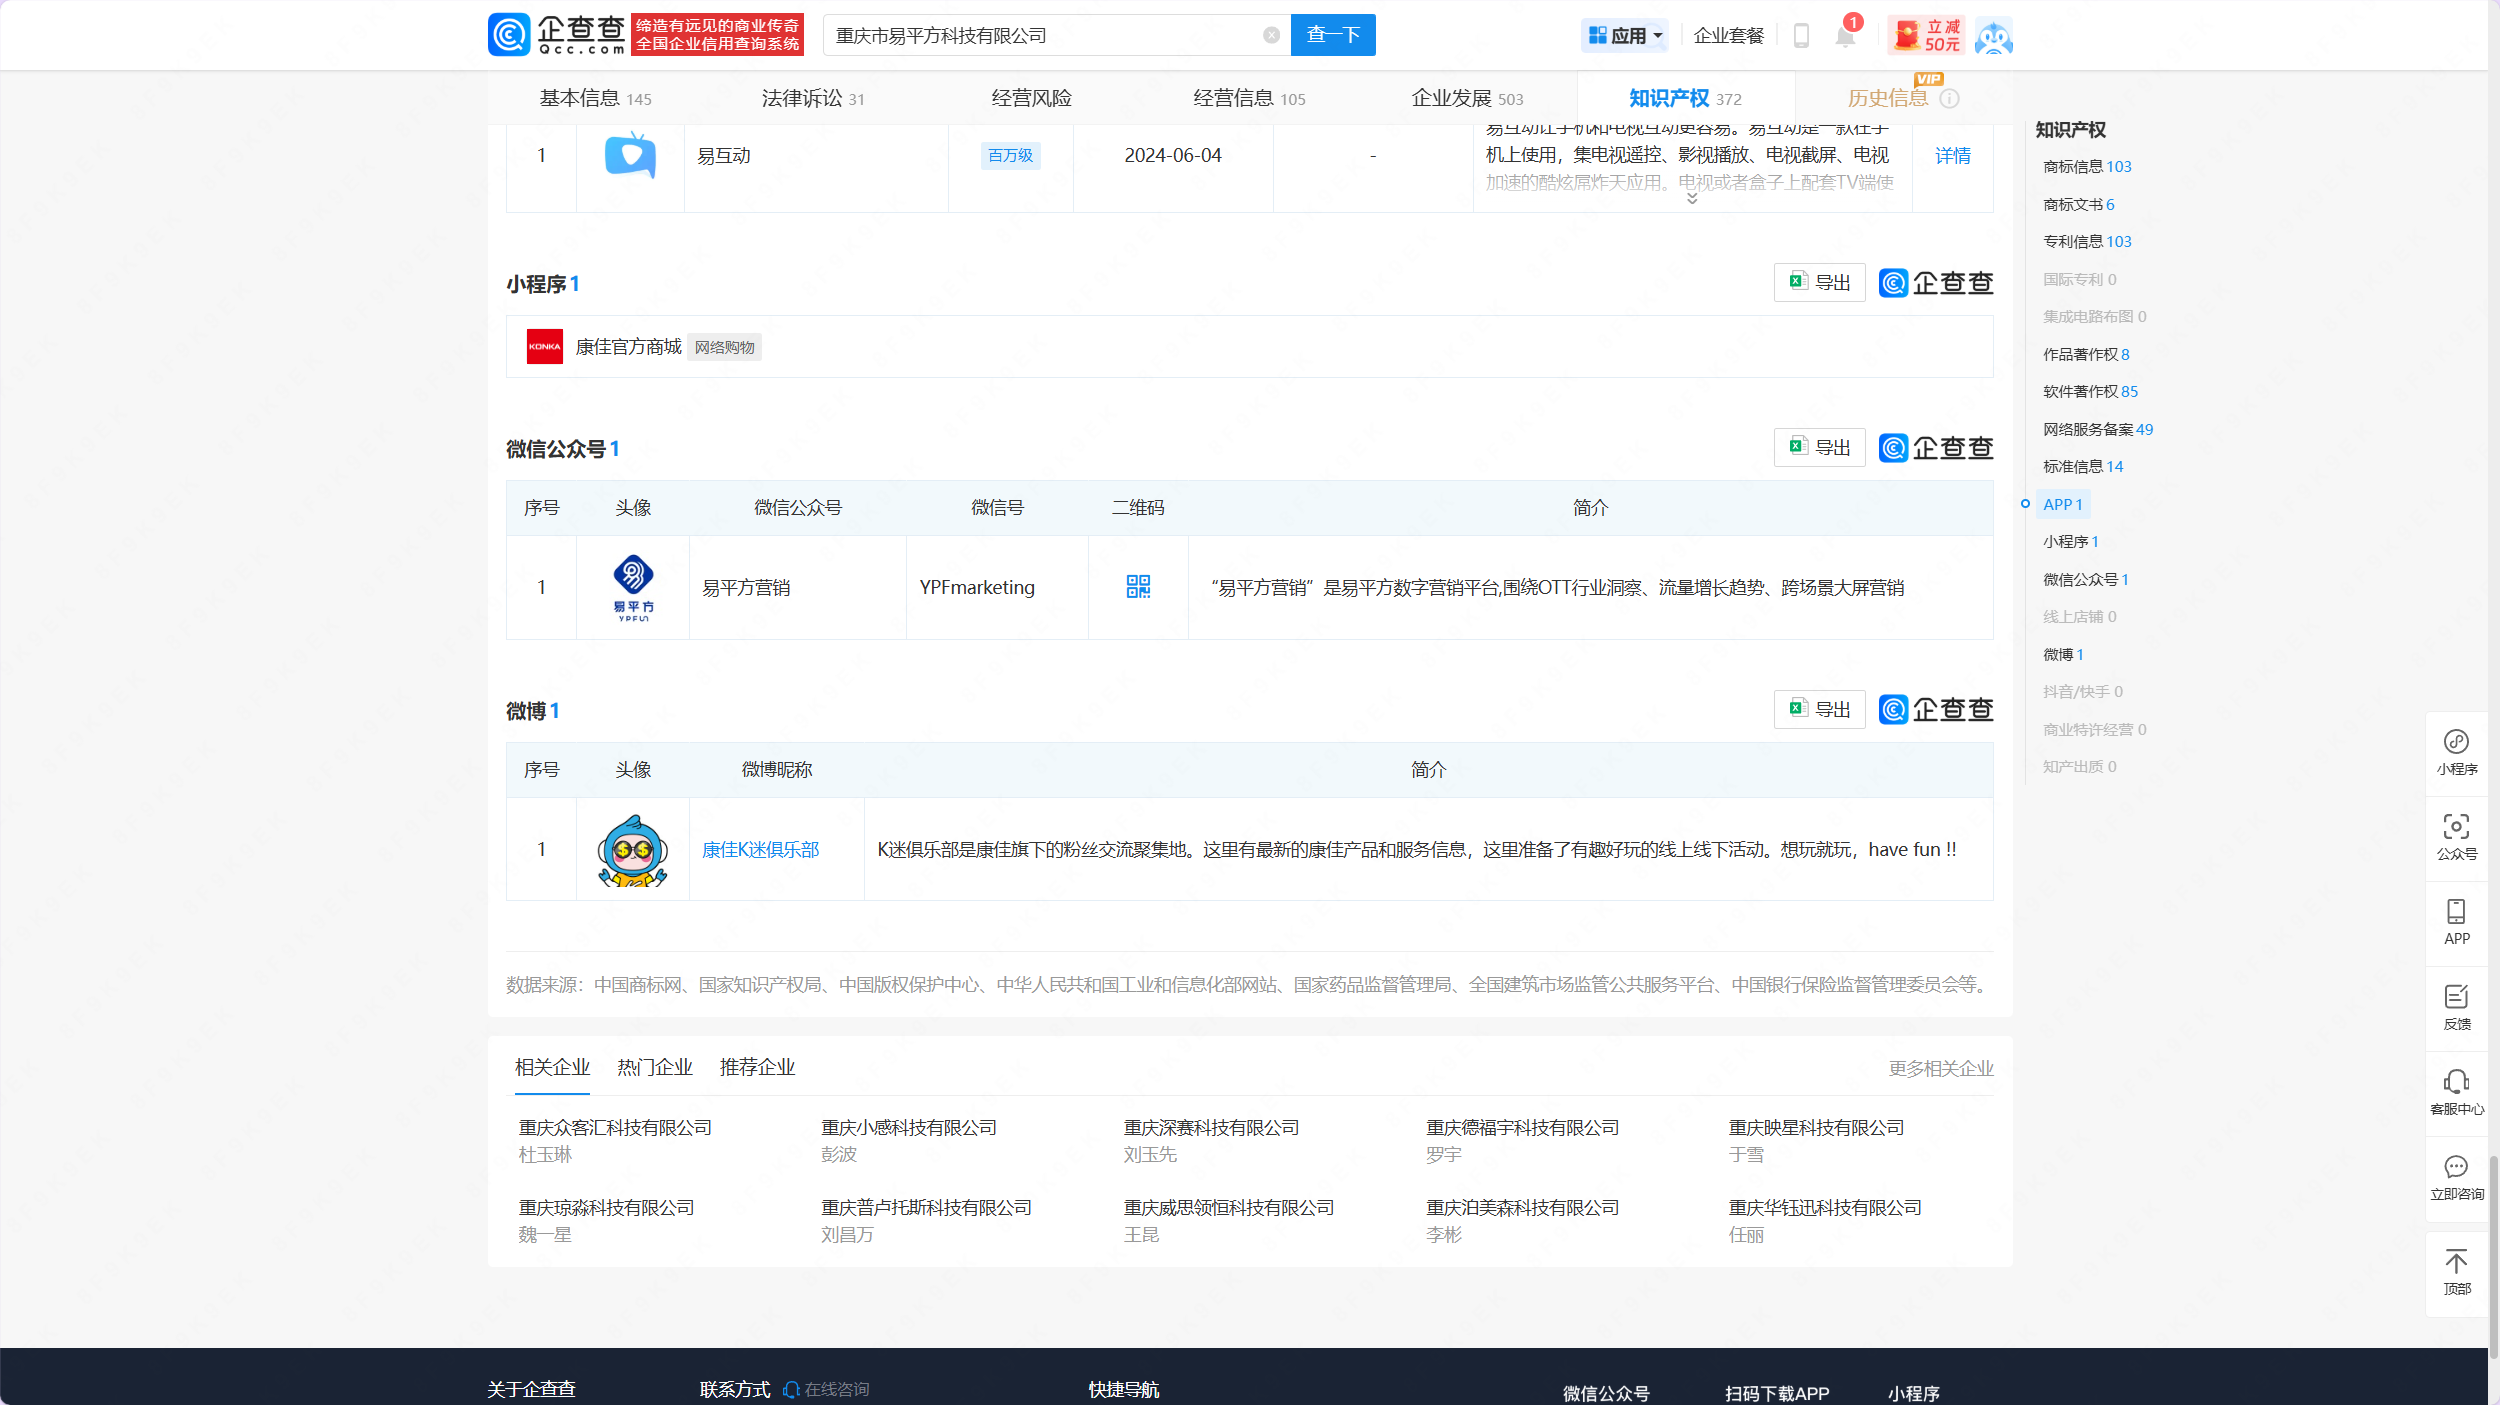 企查查 Qcc.com
缔造有远见的商业传奇
全国企业信用查询系统
重庆市易平方科技有限公司
查一下
应用
企业套餐
1
立减
50元
基本信息 145
法律诉讼 31
经营风险
经营信息 105
企业发展 503
知识产权 372
历史信息
VIP
1
易互动
百万级
2024-06-04
-
易互动让手机和电视互动更容易。易互动是一款在手
机上使用，集电视遥控、影视播放、电视截屏、电视
加速的酷炫屌炸天应用。电视或者盒子上配套TV端使
详情
小程序 1
导出
企查查
KONKA
康佳官方商城
网络购物
微信公众号 1
导出
企查查
序号 头像 微信公众号 微信号 二维码 简介
1
易平方
YPFUN
易平方营销
YPFmarketing
“易平方营销”是易平方数字营销平台,围绕OTT行业洞察、流量增长趋势、跨场景大屏营销
微博 1
导出
企查查
序号 头像 微博昵称 简介
1
康佳K迷俱乐部
K迷俱乐部是康佳旗下的粉丝交流聚集地。这里有最新的康佳产品和服务信息，这里准备了有趣好玩的线上线下活动。想玩就玩，have fun !!
数据来源：中国商标网、国家知识产权局、中国版权保护中心、中华人民共和国工业和信息化部网站、国家药品监督管理局、全国建筑市场监管公共服务平台、中国银行保险监督管理委员会等。
相关企业
热门企业
推荐企业
更多相关企业
重庆众客汇科技有限公司
杜玉琳
重庆小感科技有限公司
彭波
重庆深赛科技有限公司
刘玉先
重庆德福宇科技有限公司
罗宇
重庆映星科技有限公司
于雪
重庆琼淼科技有限公司
魏一星
重庆普卢托斯科技有限公司
刘昌万
重庆威思领恒科技有限公司
王昆
重庆泊美森科技有限公司
李彬
重庆华钰迅科技有限公司
任丽
知识产权
商标信息 103
商标文书 6
专利信息 103
国际专利 0
集成电路布图 0
作品著作权 8
软件著作权 85
网络服务备案 49
标准信息 14
APP 1
小程序 1
微信公众号 1
线上店铺 0
微博 1
抖音/快手 0
商业特许经营 0
知产出质 0
小程序
公众号
APP
反馈
客服中心
立即咨询
顶部
关于企查查
联系方式
在线咨询
快捷导航
微信公众号
扫码下载APP
小程序